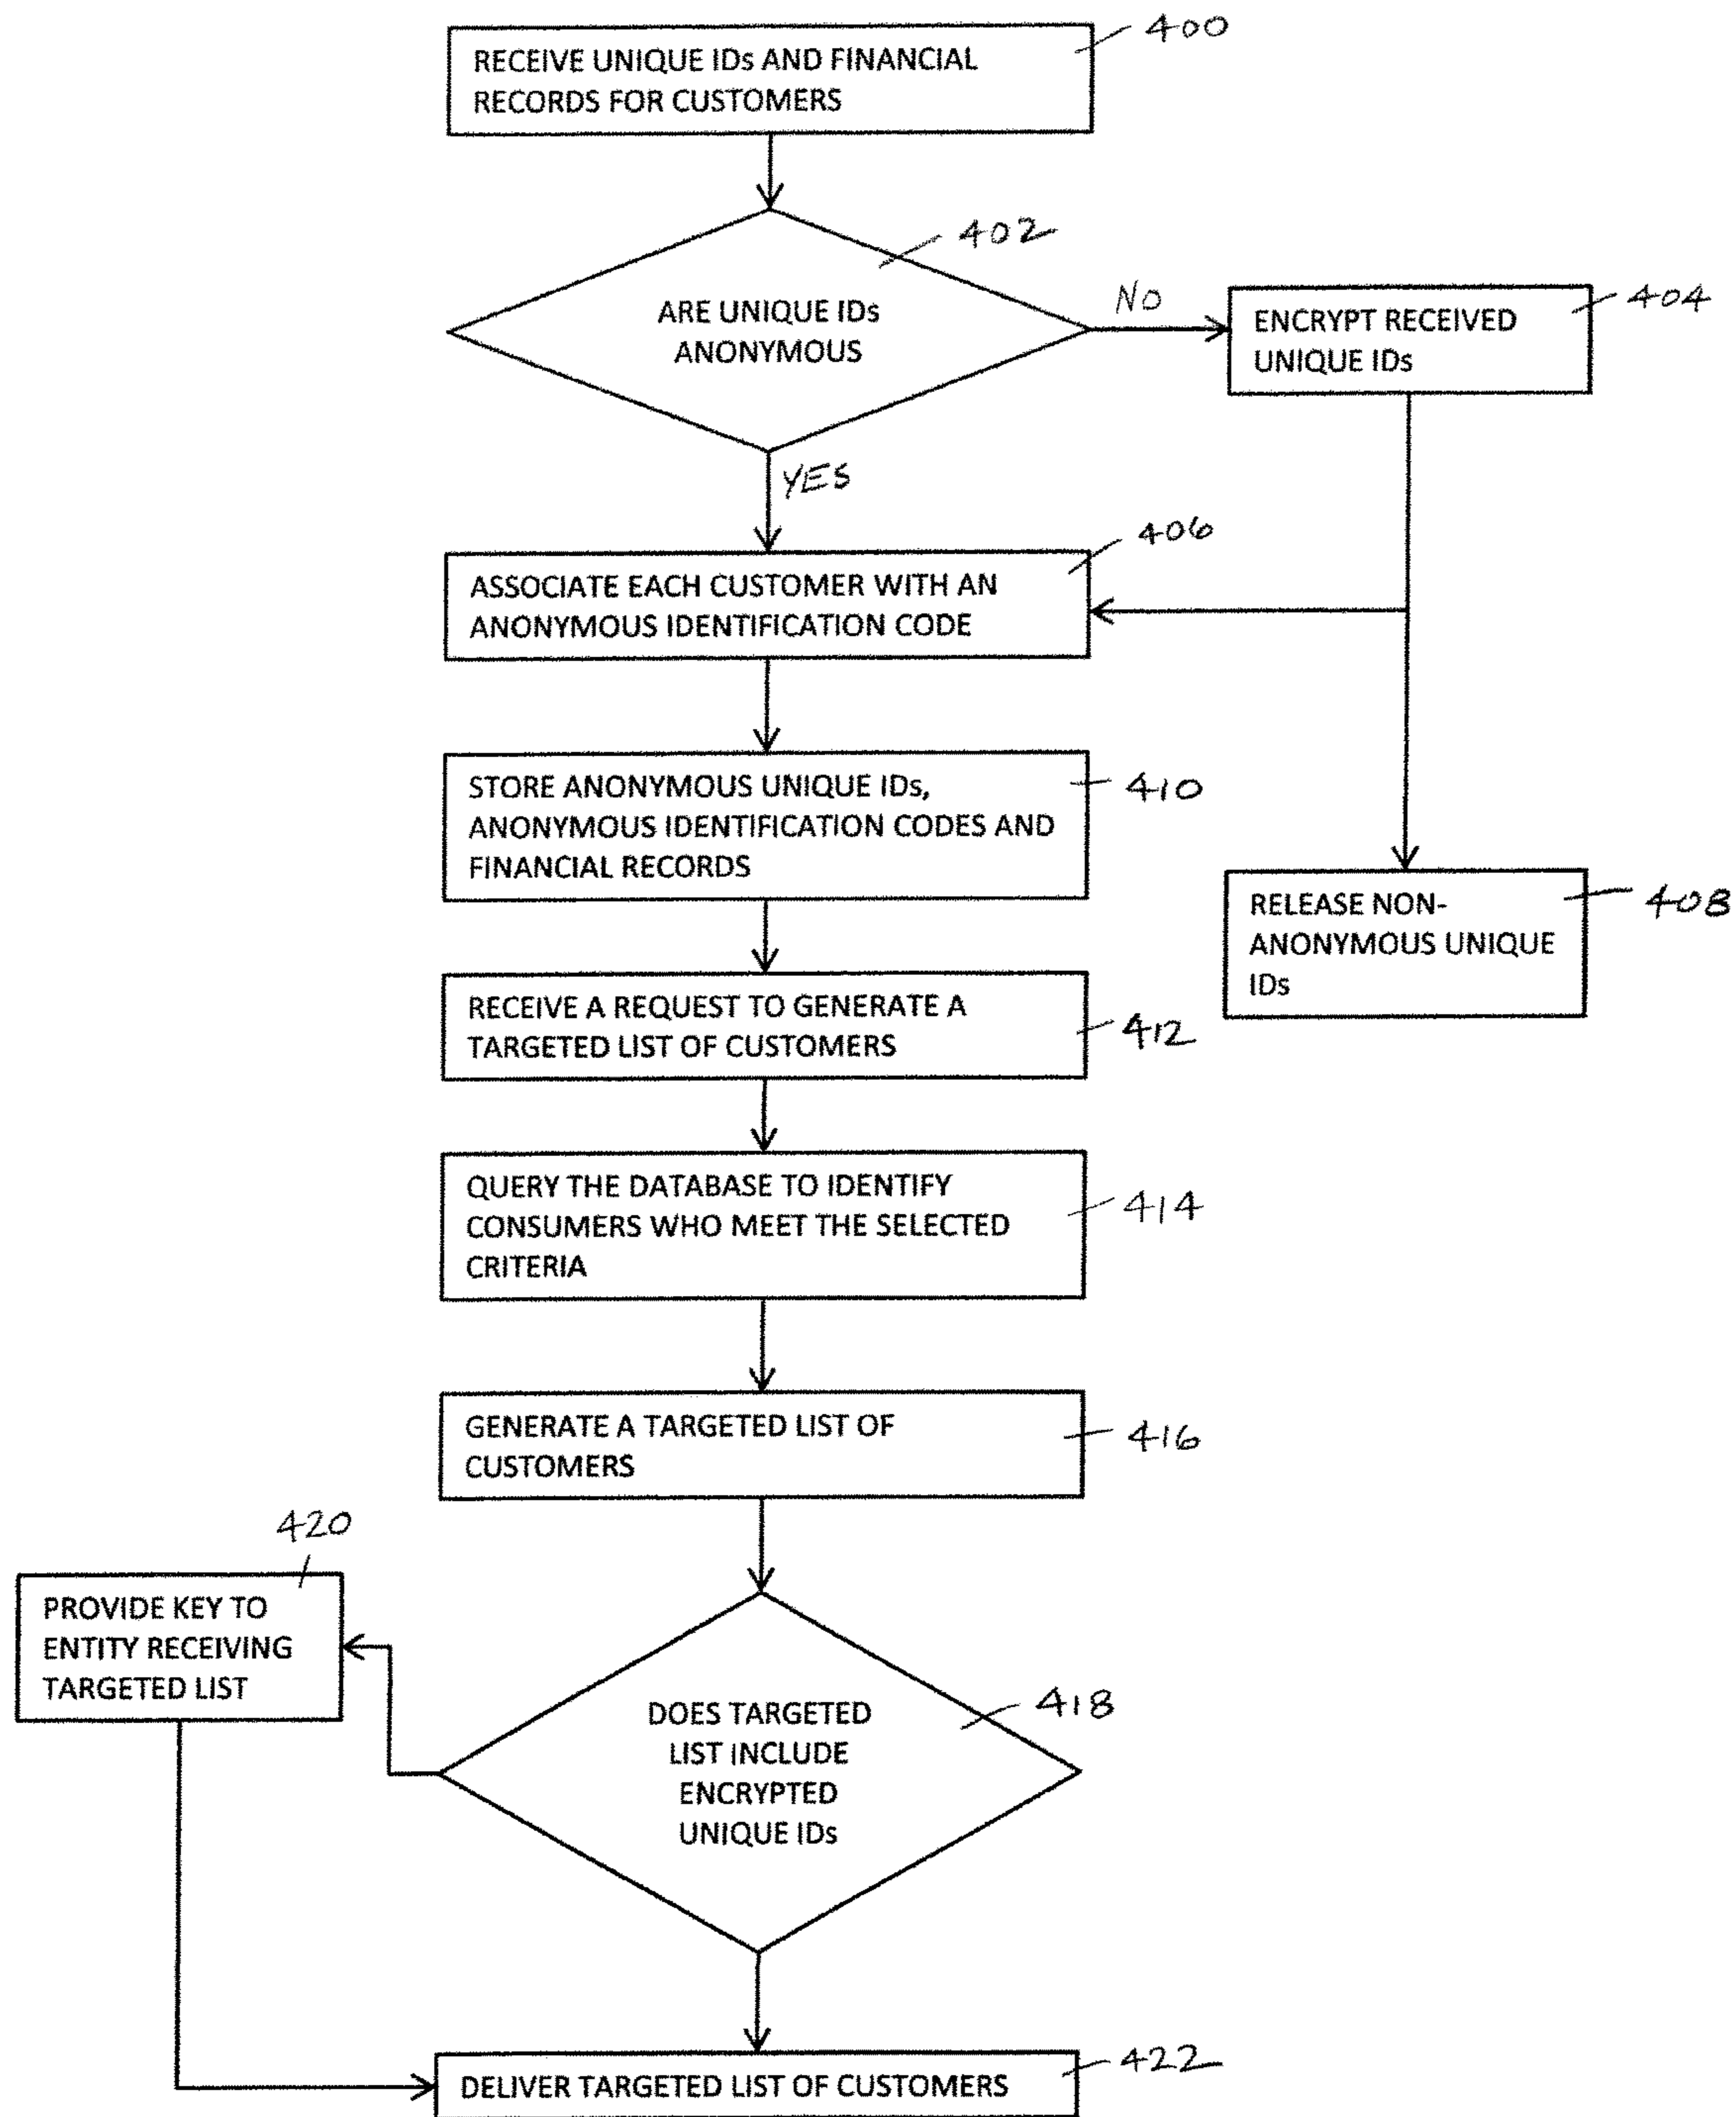 400
RECEIVE UNIQUE IDs AND FINANCIAL
RECORDS FOR CUSTOMERS
402
ARE UNIQUE IDs
ANONYMOUS
NO
404
ENCRYPT RECEIVED
UNIQUE IDs
YES
406
ASSOCIATE EACH CUSTOMER WITH AN
ANONYMOUS IDENTIFICATION CODE
STORE ANONYMOUS UNIQUE IDs,
ANONYMOUS IDENTIFICATION CODES AND
FINANCIAL RECORDS
410
RELEASE NON-
ANONYMOUS UNIQUE
IDs
408
RECEIVE A REQUEST TO GENERATE A
TARGETED LIST OF CUSTOMERS
412
QUERY THE DATABASE TO IDENTIFY
CONSUMERS WHO MEET THE SELECTED
CRITERIA
414
GENERATE A TARGETED LIST OF
CUSTOMERS
416
420
PROVIDE KEY TO
ENTITY RECEIVING
TARGETED LIST
DOES TARGETED
LIST INCLUDE
ENCRYPTED
UNIQUE IDs
418
DELIVER TARGETED LIST OF CUSTOMERS
422